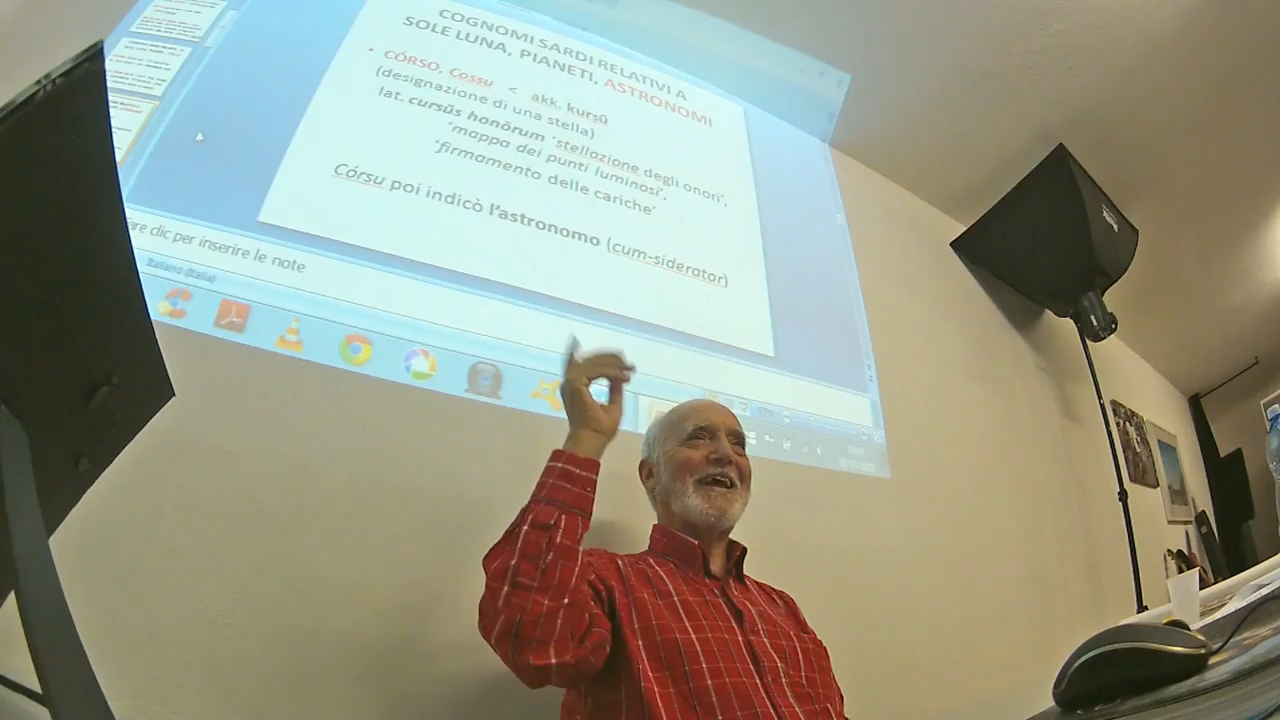 COGNOMI SARDI RELATIVI A
SOLE LUNA, PIANETI, ASTRONOMI
• CÓRSO, Cossu < akk. kursû
(designazione di una stella)
lat. cursŭs honōrum ‘stellazione degli onori’,
‘mappa dei punti luminosi’,
‘firmamento delle cariche’
Córsu poi indicò l’astronomo (cum-siderator)
re clic per inserire le note
Italiano (Italia)